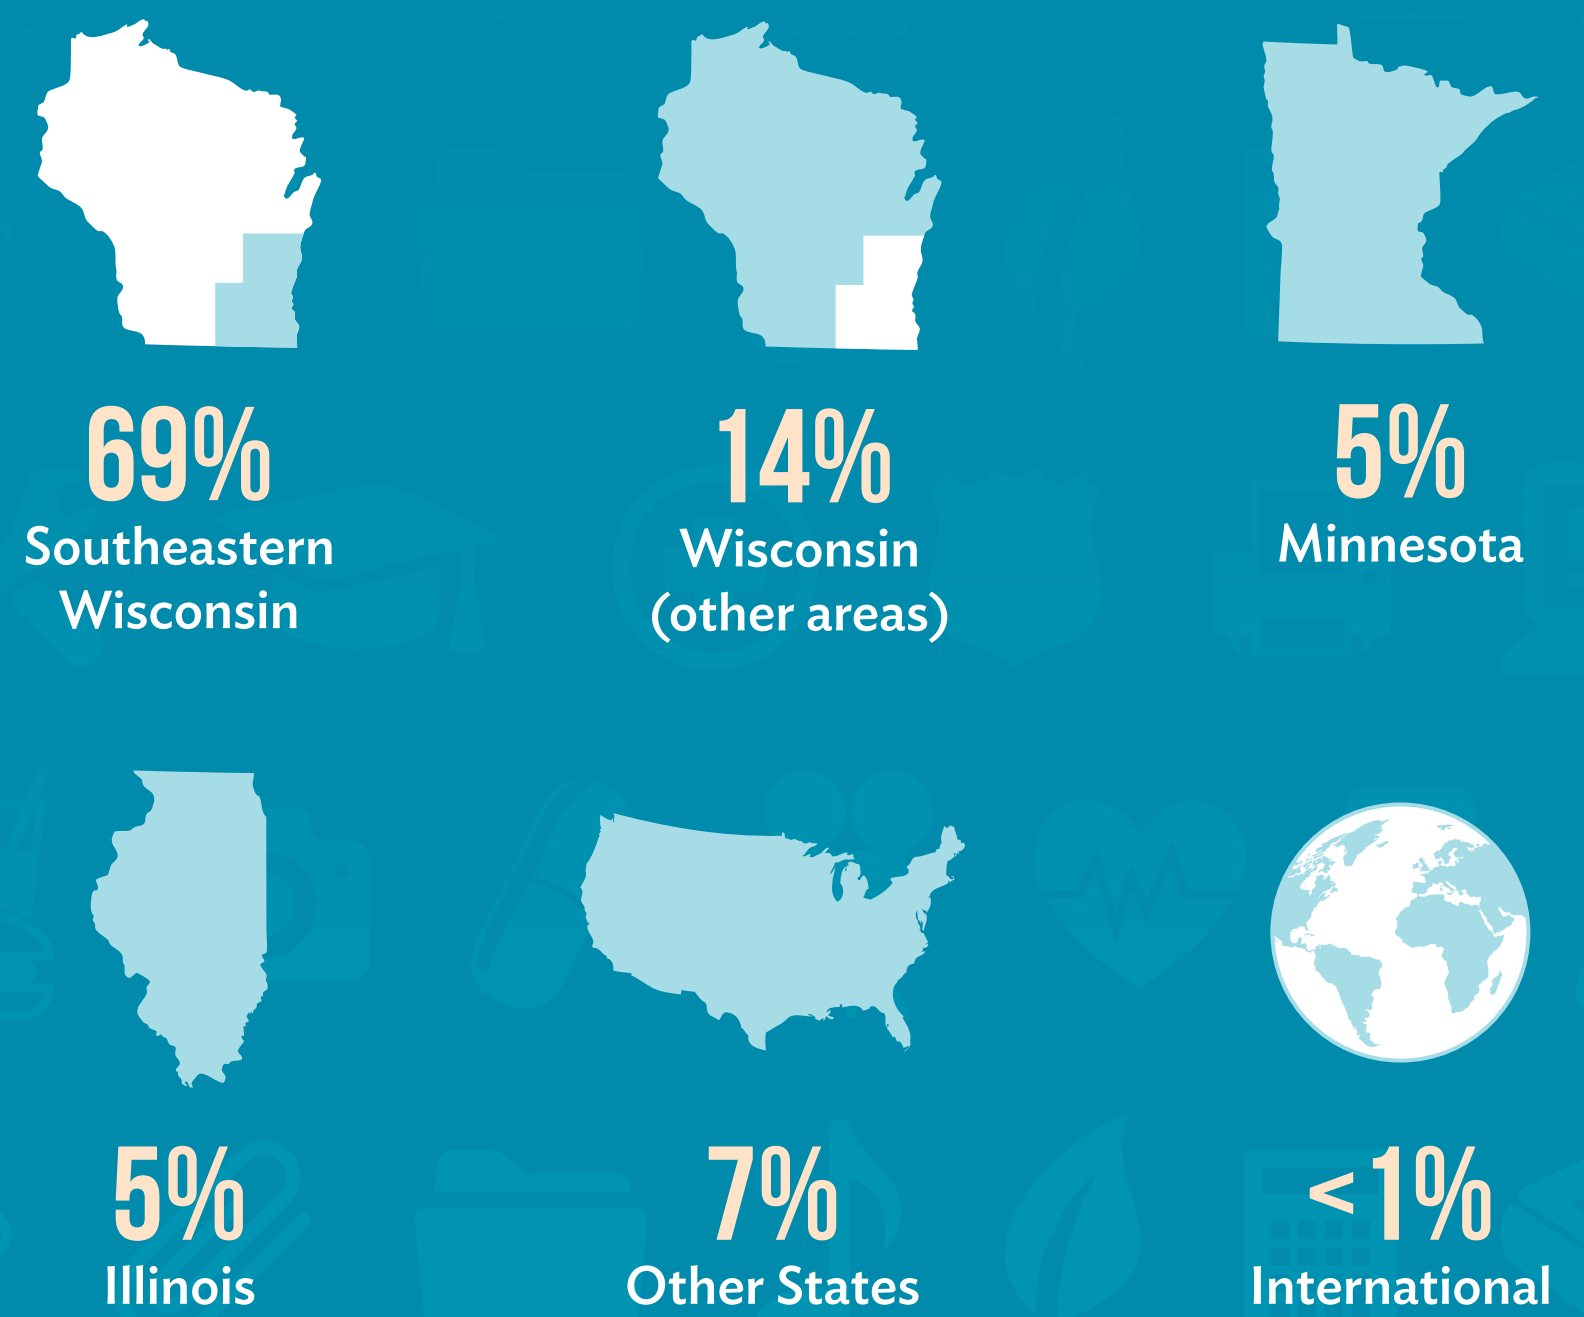 69%
Southeastern
Wisconsin
14%
Wisconsin
(other areas)
5%
Minnesota
5%
Illinois
7%
Other States
<1%
International